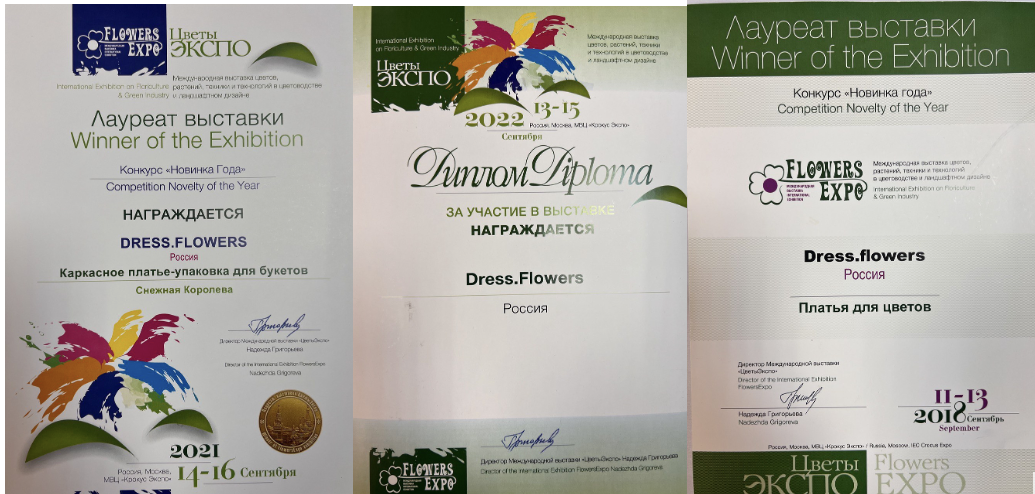 FLOWERS
EXPO
МЕЖДУНАРОДНАЯ
ВЫСТАВКА
INTERNATIONAL
EXHIBITION
Цветы
ЭКСПО
Международная выставка цветов,
растений, техники и технологий в цветоводстве
и ландшафтном дизайне
International Exhibition on Floriculture
& Green Industry
Лауреат выставки
Winner of the Exhibition
Конкурс «Новинка Года»
Competition Novelty of the Year
НАГРАЖДАЕТСЯ
DRESS.FLOWERS
Россия
Каркасное платье-упаковка для букетов
Снежная Королева
Директор Международной выставки «ЦветыЭкспо»
Надежда Григорьева
Director of the International Exhibition FlowersExpo
Nadezhda Grigoreva
2021
Россия, Москва,
МВЦ «Крокус Экспо»
14-16 Сентября
International Exhibition
on Floriculture & Green Industry
Цветы
ЭКСПО
Международная выставка
цветов, растений, техники
и технологий в цветоводстве
и ландшафтном дизайне
2022 13-15
Россия, Москва, МВЦ «Крокус Экспо»
Сентября
Диплом Diploma
ЗА УЧАСТИЕ В ВЫСТАВКЕ
НАГРАЖДАЕТСЯ
Dress.Flowers
Россия
FLOWERS
EXPO
Директор Международной выставки «ЦветыЭкспо» Надежда Григорьева
Director of the International Exhibition FlowersExpo Nadezhda Grigoreva
Лауреат выставки
Winner of the Exhibition
Конкурс «Новинка года»
Competition Novelty of the Year
FLOWERS
EXPO
МЕЖДУНАРОДНАЯ
ВЫСТАВКА
INTERNATIONAL
EXHIBITION
Международная выставка цветов,
растений, техники и технологий
в цветоводстве и ландшафтном дизайне
International Exhibition on Floriculture
& Green Industry
Dress.flowers
Россия
Платья для цветов
Директор Международной выставки
«ЦветыЭкспо»
Director of the International Exhibition
FlowersExpo
Надежда Григорьева
Nadezhda Grigoreva
11-13
2018 Сентябрь
September
Россия, Москва, МВЦ «Крокус Экспо» / Russia, Moscow, IEC Crocus Expo
Цветы
ЭКСПО
Flowers
EXPO